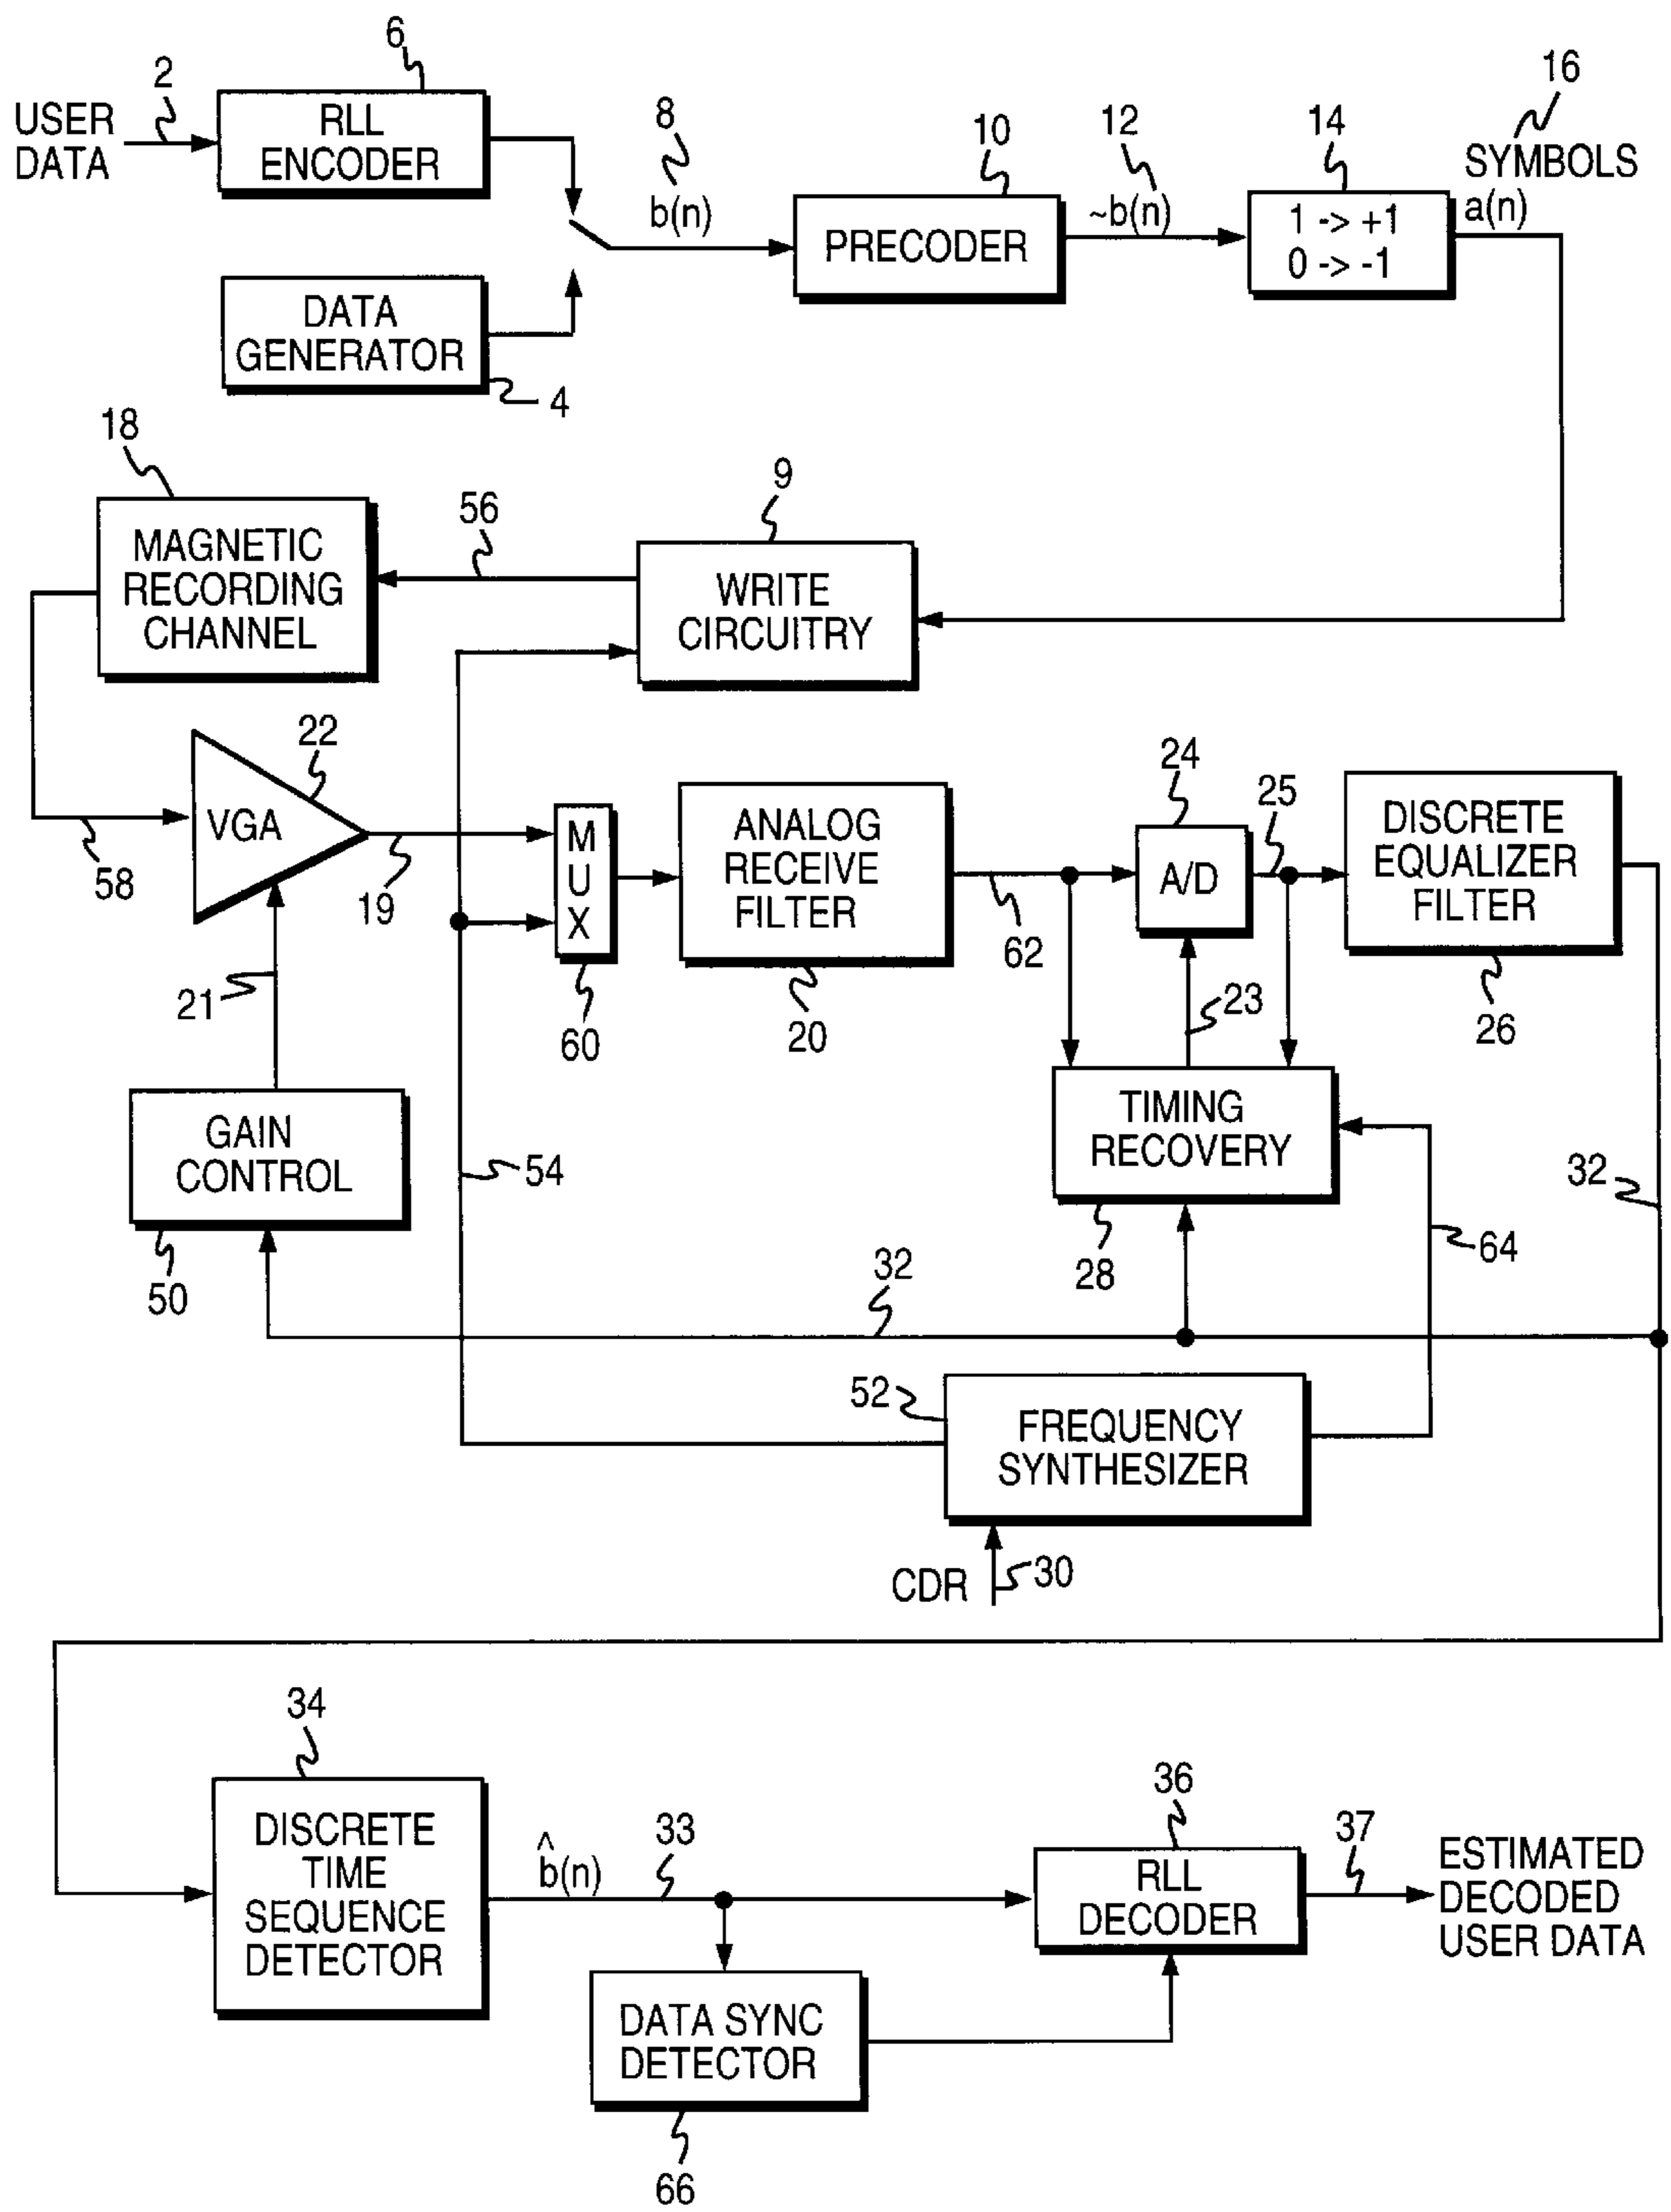 6
2
USER
DATA
RLL
ENCODER
8
b(n)
10
PRECODER
12
~b(n)
14
1 -> +1
0 -> -1
16
SYMBOLS
a(n)
DATA
GENERATOR
4
18
MAGNETIC
RECORDING
CHANNEL
56
9
WRITE
CIRCUITRY
22
VGA
58
19
M
U
X
60
ANALOG
RECEIVE
FILTER
20
62
24
A/D
25
DISCRETE
EQUALIZER
FILTER
26
21
23
GAIN
CONTROL
50
54
TIMING
RECOVERY
28
32
64
32
52
FREQUENCY
SYNTHESIZER
CDR
30
34
DISCRETE
TIME
SEQUENCE
DETECTOR
b̂(n)
33
36
RLL
DECODER
37
ESTIMATED
DECODED
USER DATA
DATA SYNC
DETECTOR
66